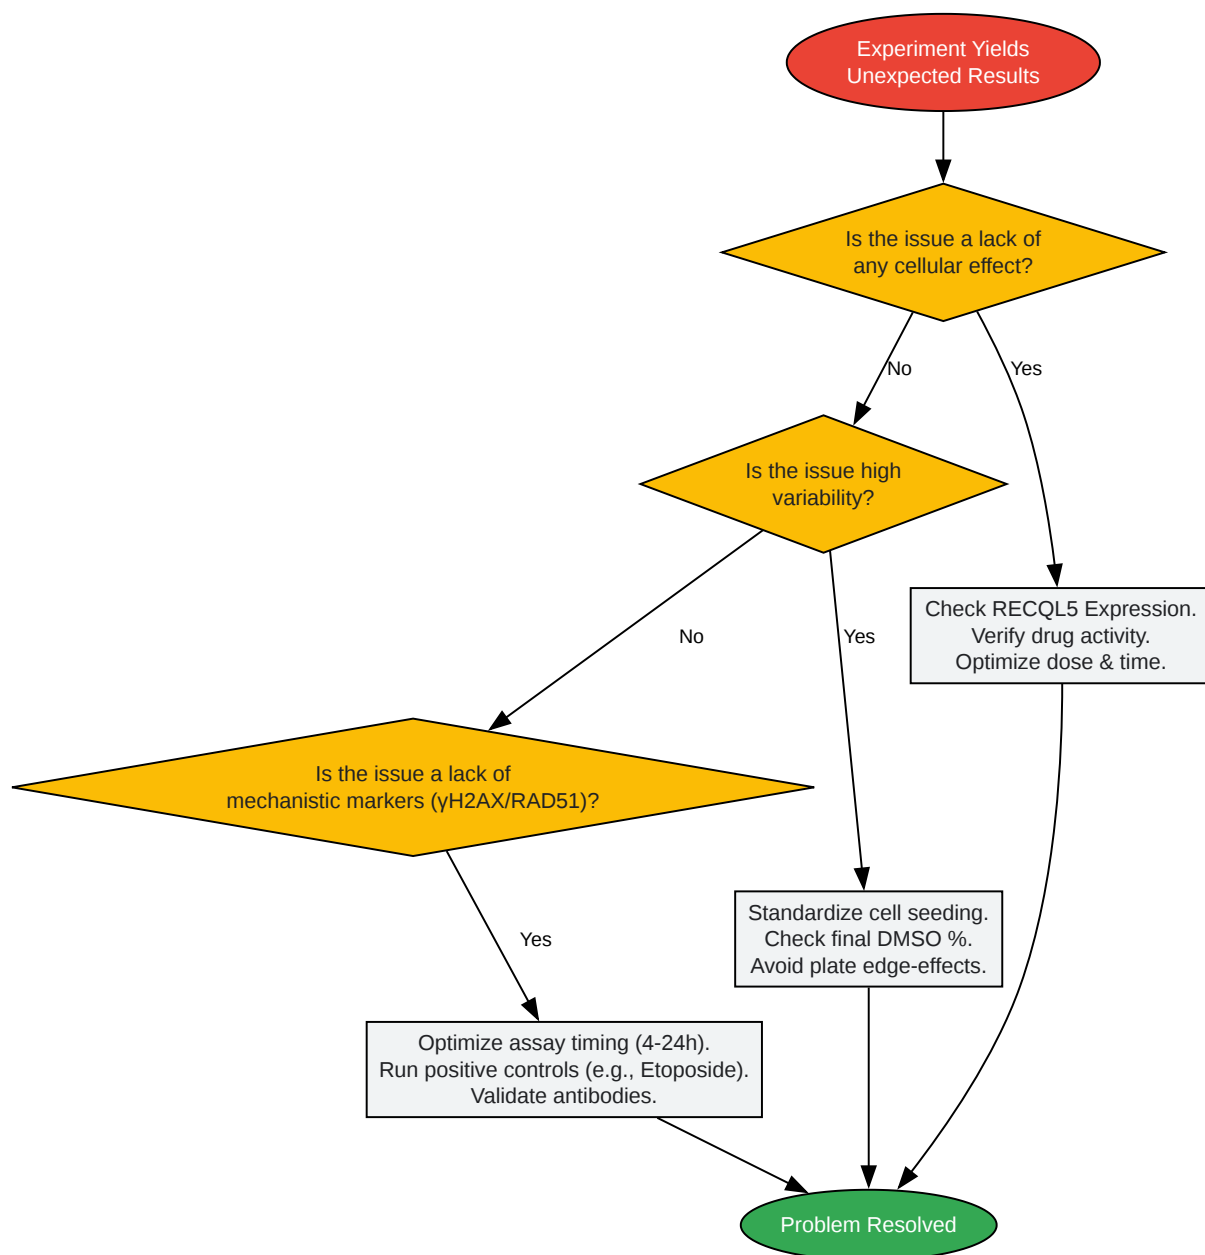 Experiment Yields
Unexpected Results
Is the issue a lack of
any cellular effect?
No
Yes
Is the issue high
variability?
Check RECQL5 Expression.
Verify drug activity.
Optimize dose & time.
No
Yes
Is the issue a lack of
mechanistic markers (γH2AX/RAD51)?
Standardize cell seeding.
Check final DMSO %.
Avoid plate edge-effects.
Yes
Optimize assay timing (4-24h).
Run positive controls (e.g., Etoposide).
Validate antibodies.
Problem Resolved